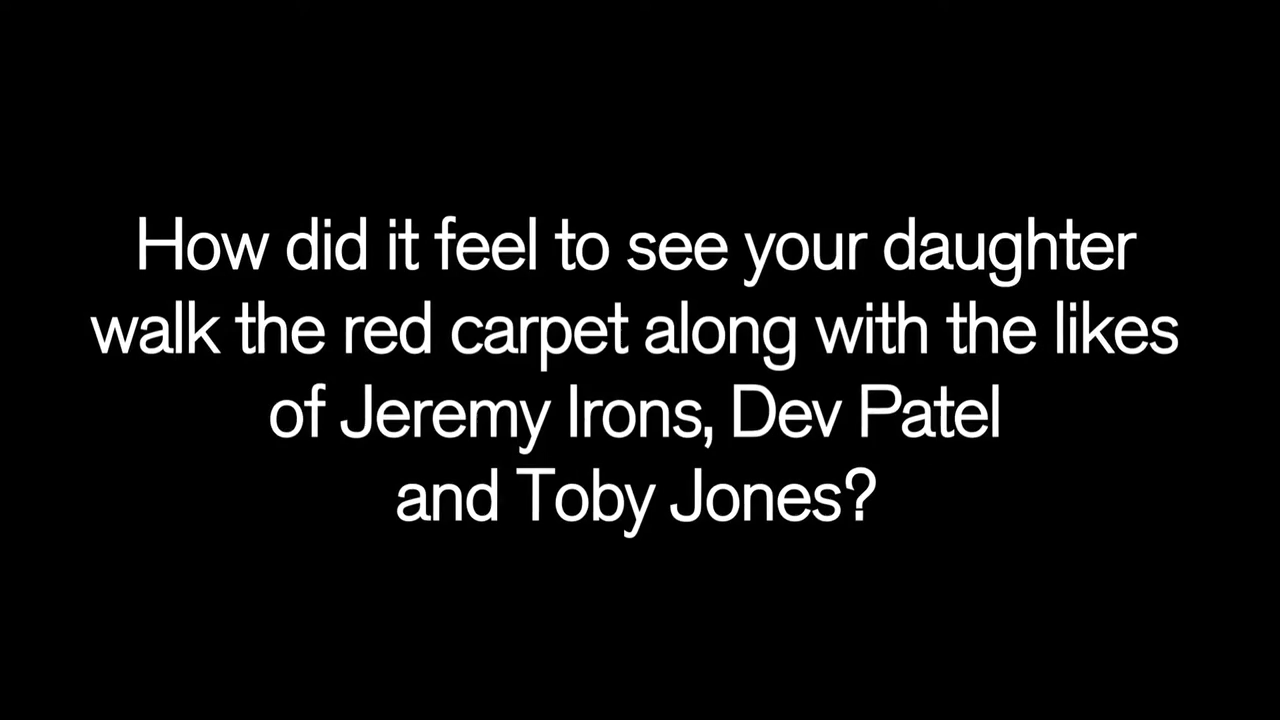 How did it feel to see your daughter
walk the red carpet along with the likes
of Jeremy Irons, Dev Patel
and Toby Jones?